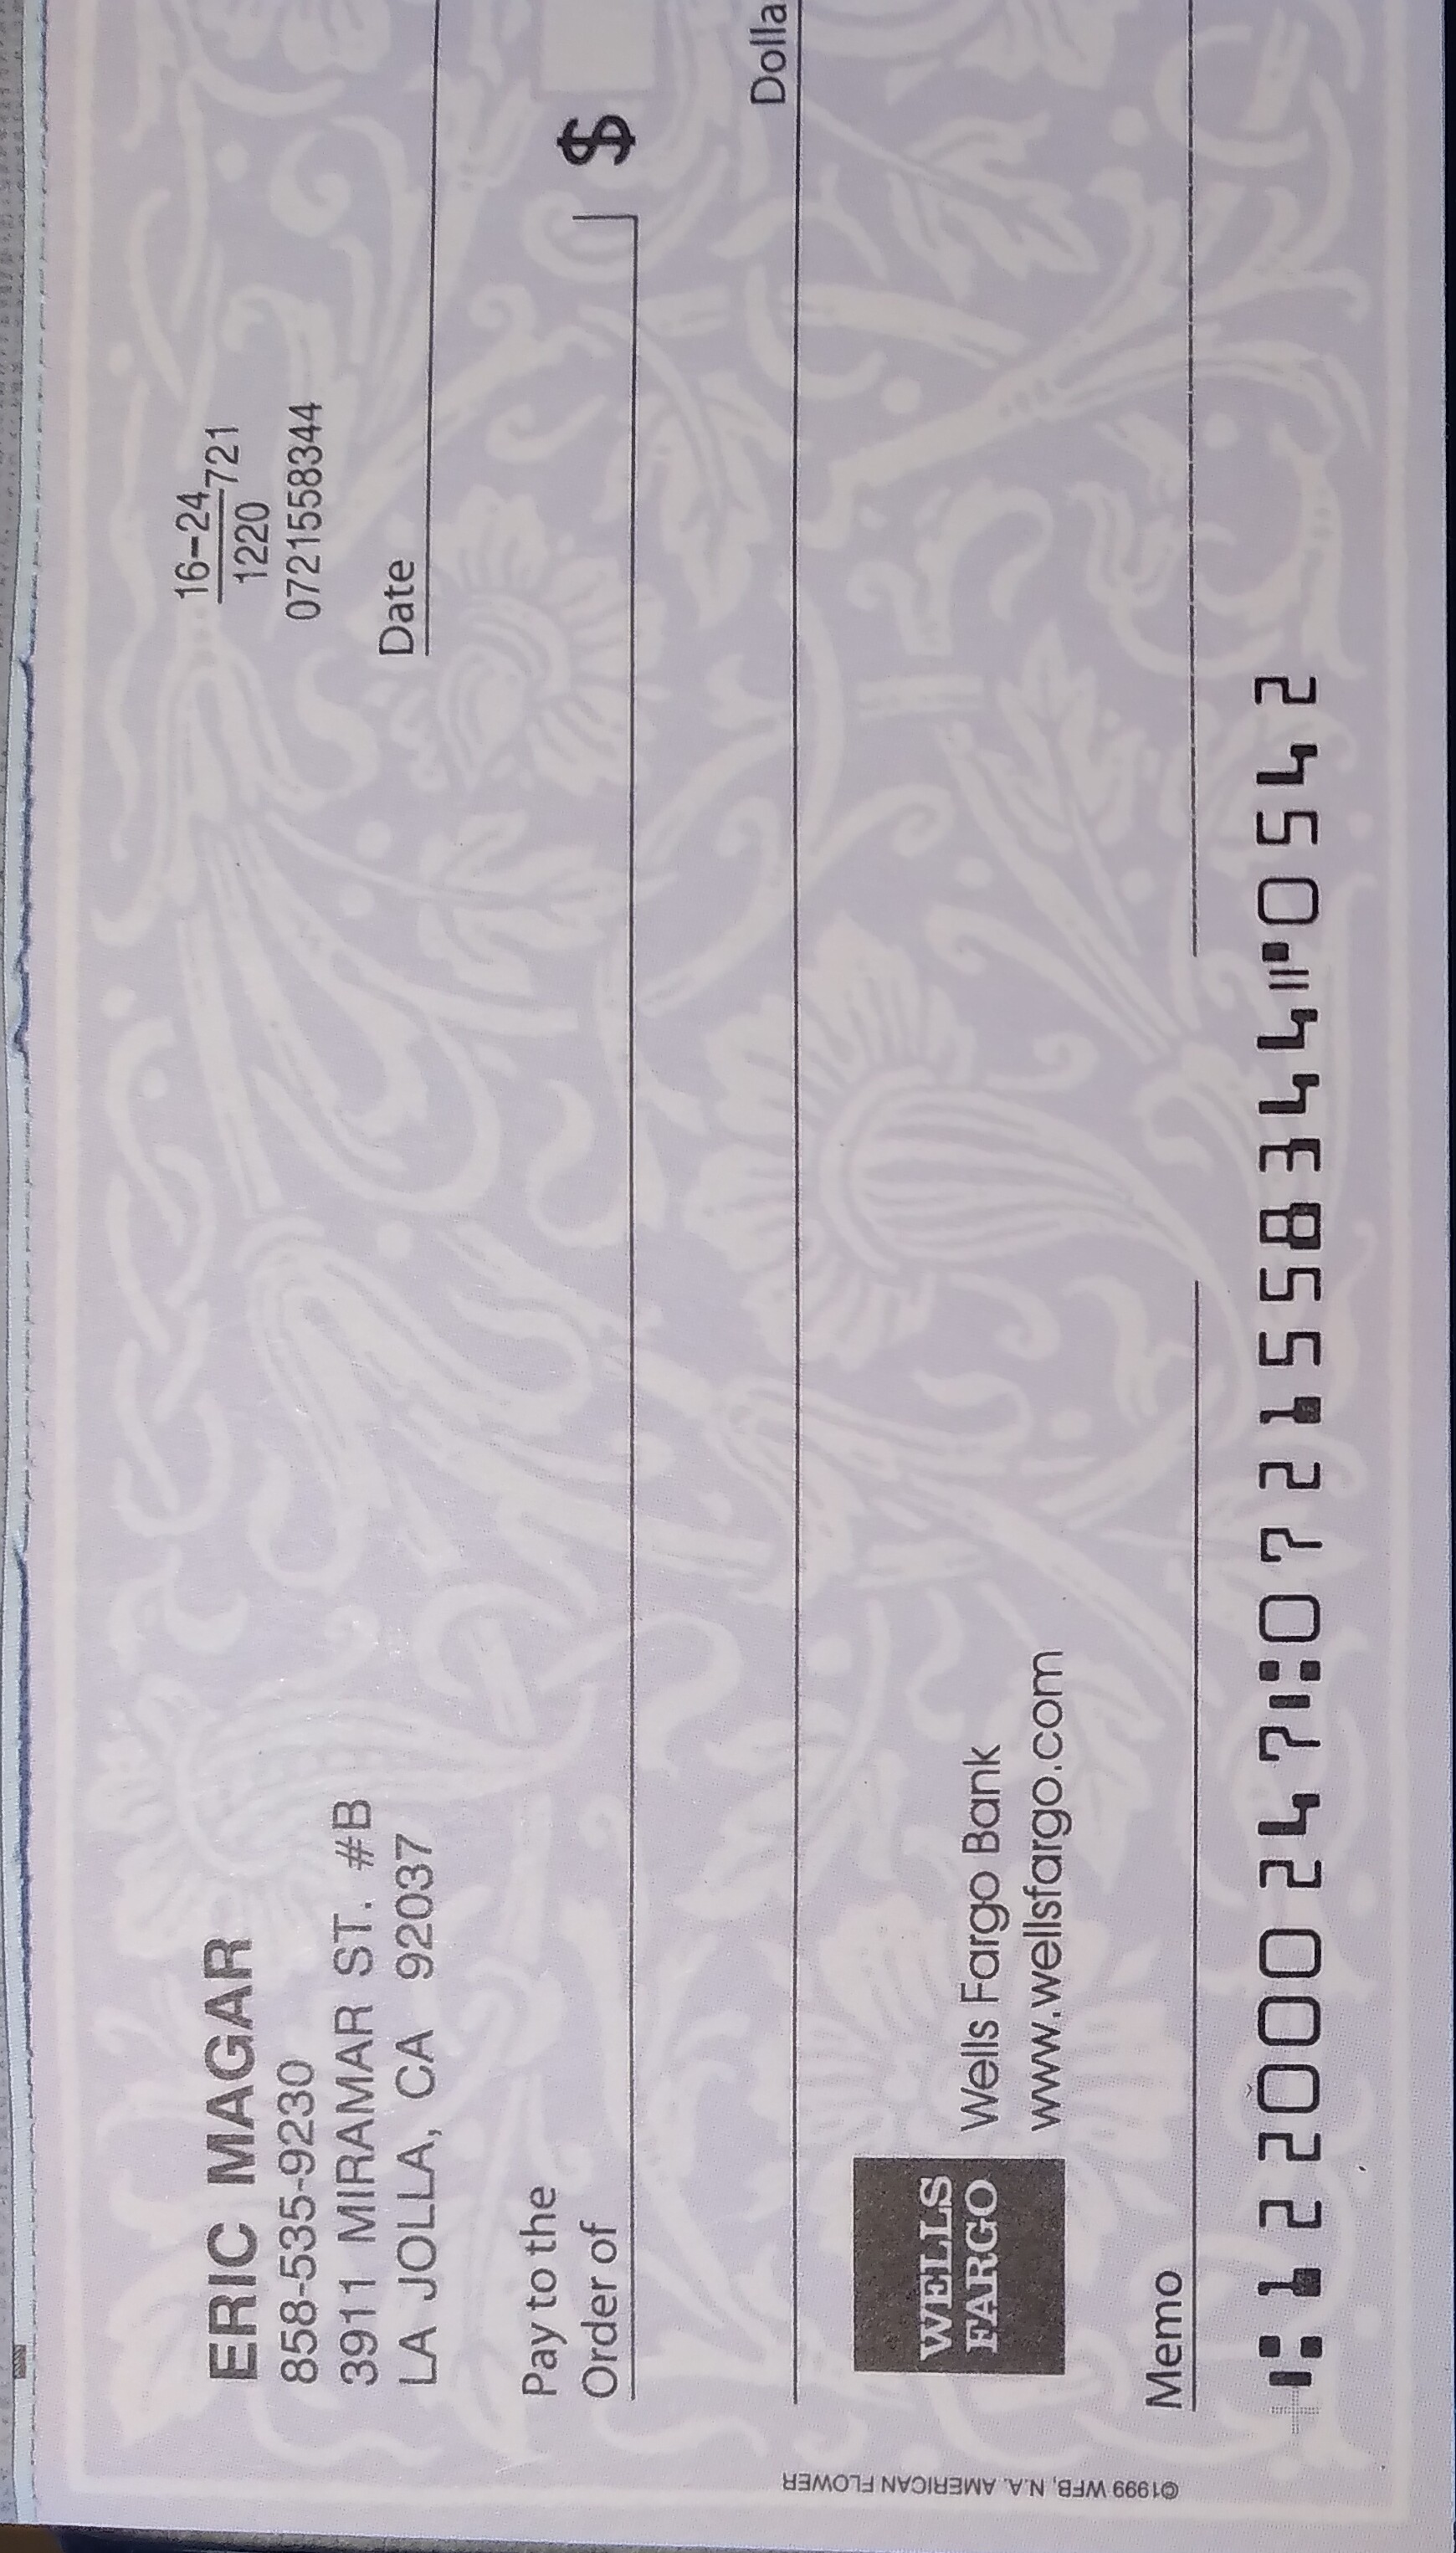 ERIC MAGAR
858-535-9230
3911 MIRAMAR ST. #B
LA JOLLA, CA 92037
16-24
1220
721
0721558344
Date
Pay to the
Order of
$
Dolla
WELLS
FARGO
Wells Fargo Bank
www.wellsfargo.com
©1999 WFB, N.A. AMERICAN FLOWER
Memo
⑆122000247⑆0721558344⑈0542